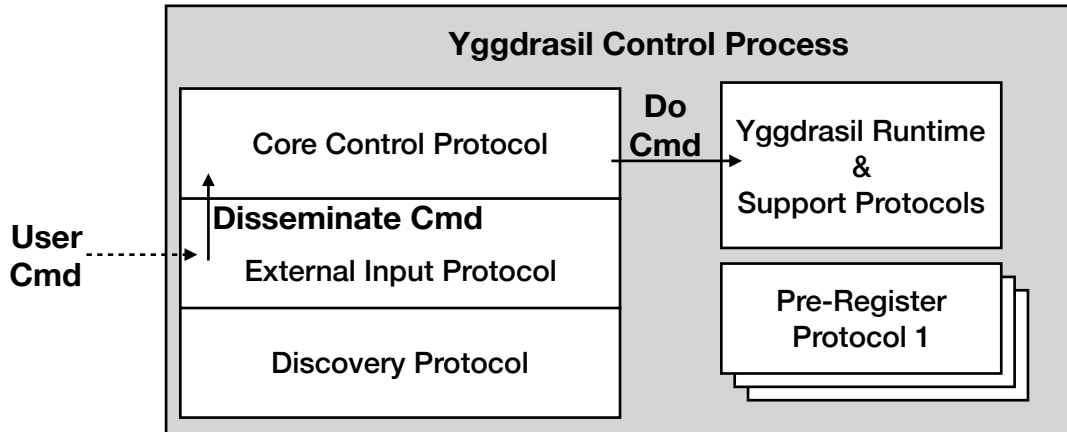 Yggdrasil Control Process
Core Control Protocol
Do
Cmd
Yggdrasil Runtime
&
Support Protocols
User
Cmd
Disseminate Cmd
External Input Protocol
Discovery Protocol
Pre-Register
Protocol 1